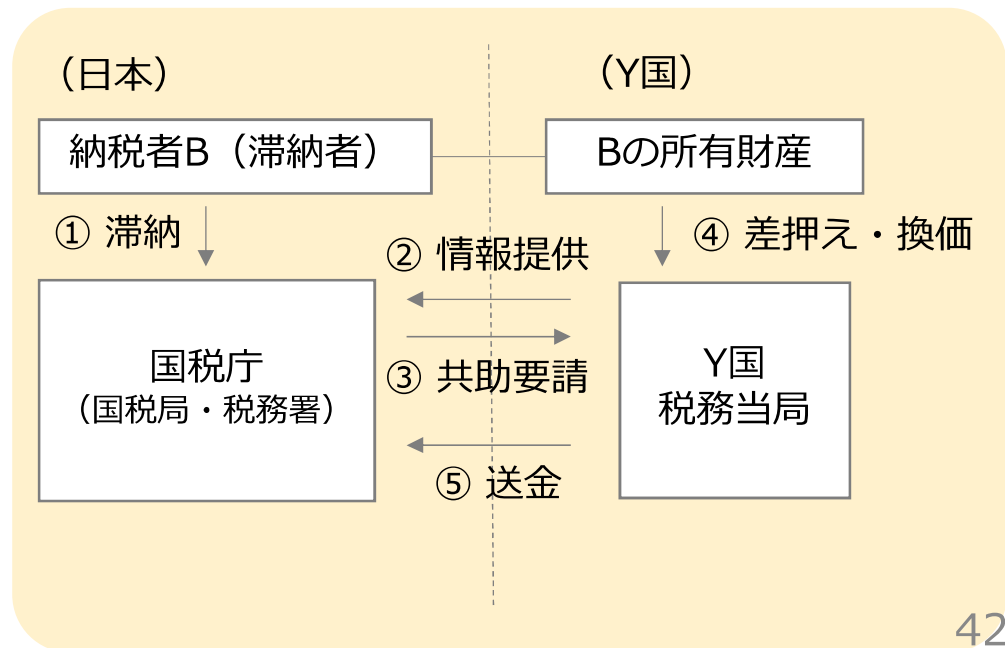 （日本）
（Y国）
納税者B（滞納者）
Bの所有財産
① 滞納
② 情報提供
④ 差押え・換価
国税庁
（国税局・税務署）
③ 共助要請
Y国
税務当局
⑤ 送金
42